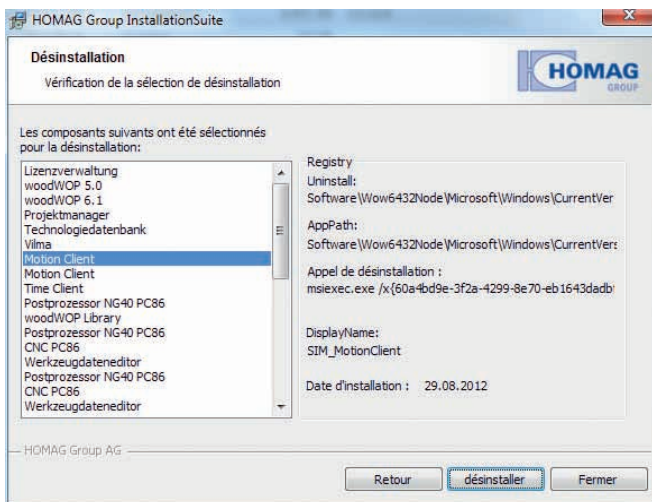 HOMAG Group InstallationSuite
Désinstallation
Vérification de la sélection de désinstallation
HOMAG
GROUP
Les composants suivants ont été sélectionnés
pour la désinstallation:
Lizenzverwaltung
woodWOP 5.0
woodWOP 6.1
Projektmanager
Technologiedatenbank
Vilma
Motion Client
Motion Client
Time Client
Postprozessor NG40 PC86
woodWOP Library
Postprozessor NG40 PC86
CNC PC86
Werkzeugdateneditor
Postprozessor NG40 PC86
CNC PC86
Werkzeugdateneditor
Registry
Uninstall:
Software\Wow6432Node\Microsoft\Windows\CurrentVer
AppPath:
Software\Wow6432Node\Microsoft\Windows\CurrentVers
Appel de désinstallation :
msiexec.exe /x{60a4bd9e-3f2a-4299-8e70-eb1643dadb
DisplayName:
SIM_MotionClient
Date d'installation : 29.08.2012
HOMAG Group AG
Retour
désinstaller
Fermer